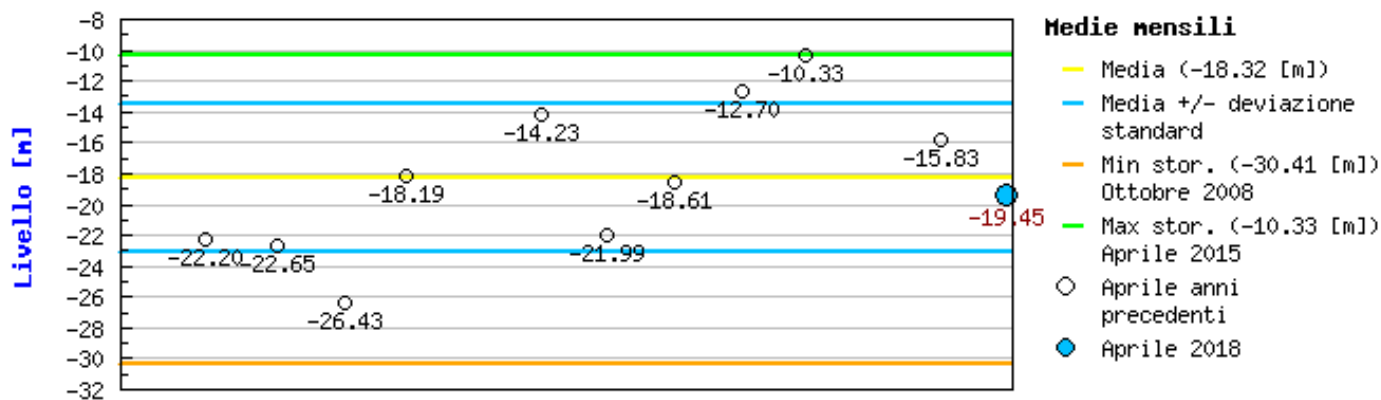 Livello [m]
-8
-10
-12
-14
-16
-18
-20
-22
-24
-26
-28
-30
-32
-22.20
-22.65
-26.43
-18.19
-14.23
-21.99
-18.61
-12.70
-10.33
-15.83
-19.45
Medie mensili
Media (-18.32 [m])
Media +/- deviazione
standard
Min stor. (-30.41 [m])
Ottobre 2008
Max stor. (-10.33 [m])
Aprile 2015
Aprile anni
precedenti
Aprile 2018